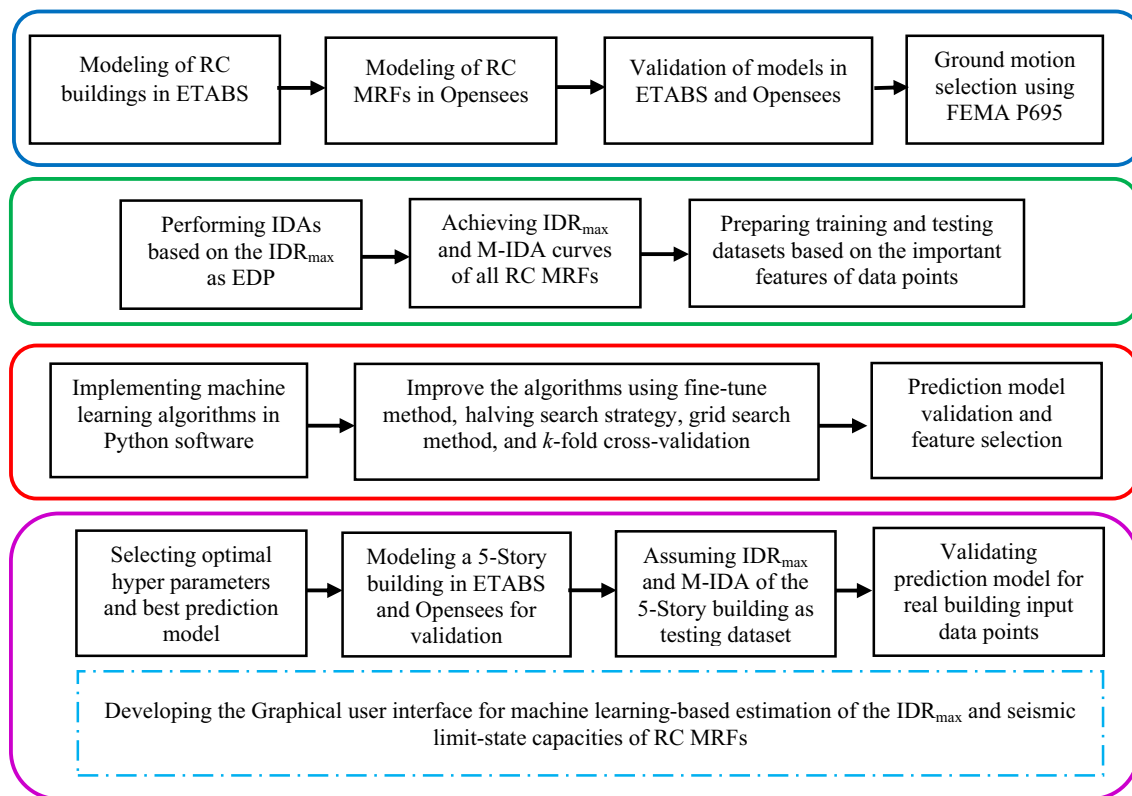 Modeling of RC
buildings in ETABS
Modeling of RC
MRFs in Opensees
Validation of models in
ETABS and Opensees
Ground motion
selection using
FEMA P695
Performing IDAs
based on the IDRmax
as EDP
Achieving IDRmax
and M-IDA curves
of all RC MRFs
Preparing training and testing
datasets based on the important
features of data points
Implementing machine
learning algorithms in
Python software
Improve the algorithms using fine-tune
method, halving search strategy, grid search
method, and k-fold cross-validation
Prediction model
validation and
feature selection
Selecting optimal
hyper parameters
and best prediction
model
Modeling a 5-Story
building in ETABS
and Opensees for
validation
Assuming IDRmax
and M-IDA of the
5-Story building as
testing dataset
Validating
prediction model for
real building input
data points
Developing the Graphical user interface for machine learning-based estimation of the IDRmax and seismic
limit-state capacities of RC MRFs